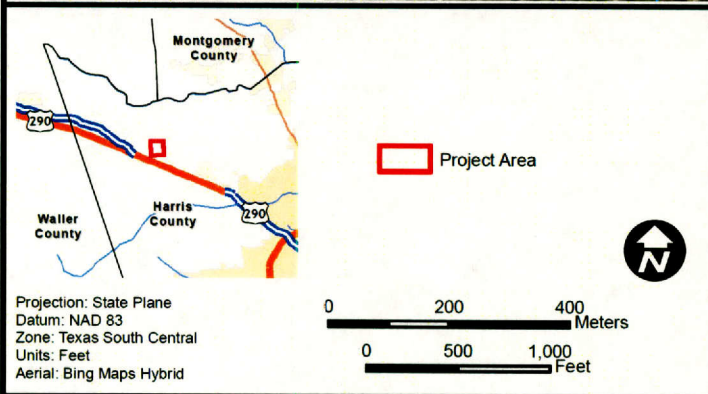 Montgomery
County
290
Waller
County
Harris
County
290
Project Area
N
Projection: State Plane
Datum: NAD 83
Zone: Texas South Central
Units: Feet
Aerial: Bing Maps Hybrid
0 200 400
Meters
0 500 1,000
Feet